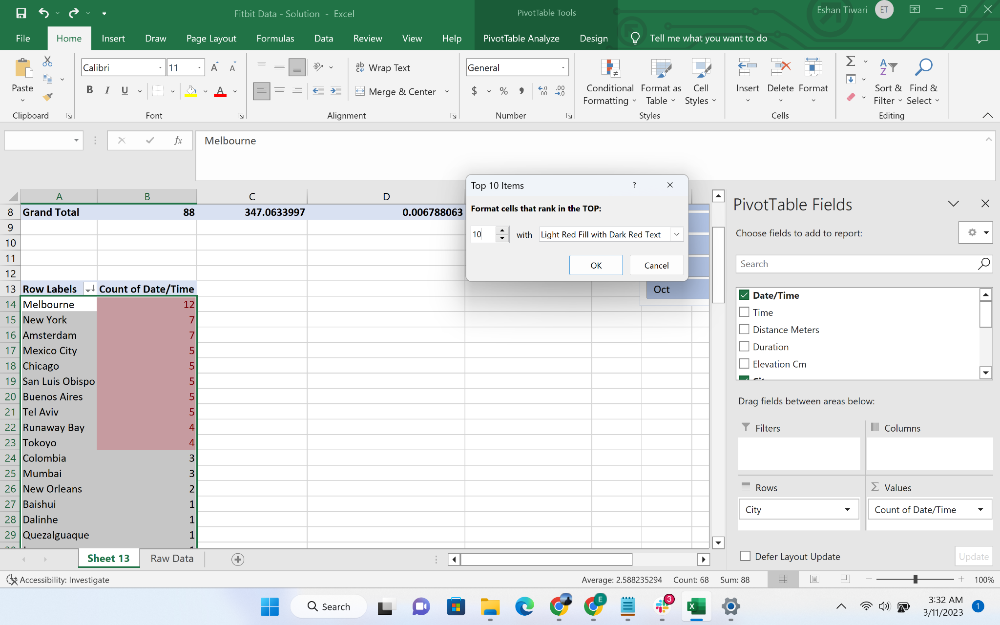 Fitbit Data - Solution - Excel
PivotTable Tools
Eshan Tiwari ET
File Home Insert Draw Page Layout Formulas Data Review View Help PivotTable Analyze Design Tell me what you want to do
Paste
Clipboard
Calibri 11
B I U
Font
Wrap Text
Merge & Center
Alignment
General
$ %
Number
Conditional Formatting
Format as Table
Cell Styles
Styles
Insert Delete Format
Cells
Sort & Filter
Find & Select
Editing
fx Melbourne
A B C D
8 Grand Total 88 347.0633997 0.006788063
9
10
11
12
13 Row Labels Count of Date/Time
14 Melbourne 12
15 New York 7
16 Amsterdam 7
17 Mexico City 5
18 Chicago 5
19 San Luis Obispo 5
20 Buenos Aires 5
21 Tel Aviv 5
22 Runaway Bay 4
23 Tokoyo 4
24 Colombia 3
25 Mumbai 3
26 New Orleans 2
27 Baishui 1
28 Dalinhe 1
29 Quezalguaque 1
Oct
Top 10 Items ?
Format cells that rank in the TOP:
10 with Light Red Fill with Dark Red Text
OK Cancel
PivotTable Fields
Choose fields to add to report:
Search
Date/Time
Time
Distance Meters
Duration
Elevation Cm
Drag fields between areas below:
Filters
Columns
Rows
Values
City
Count of Date/Time
Defer Layout Update
Update
Sheet 13 Raw Data
Accessibility: Investigate
Average: 2.588235294 Count: 68 Sum: 88
100%
Search
E
3
3:32 AM
3/11/2023
1